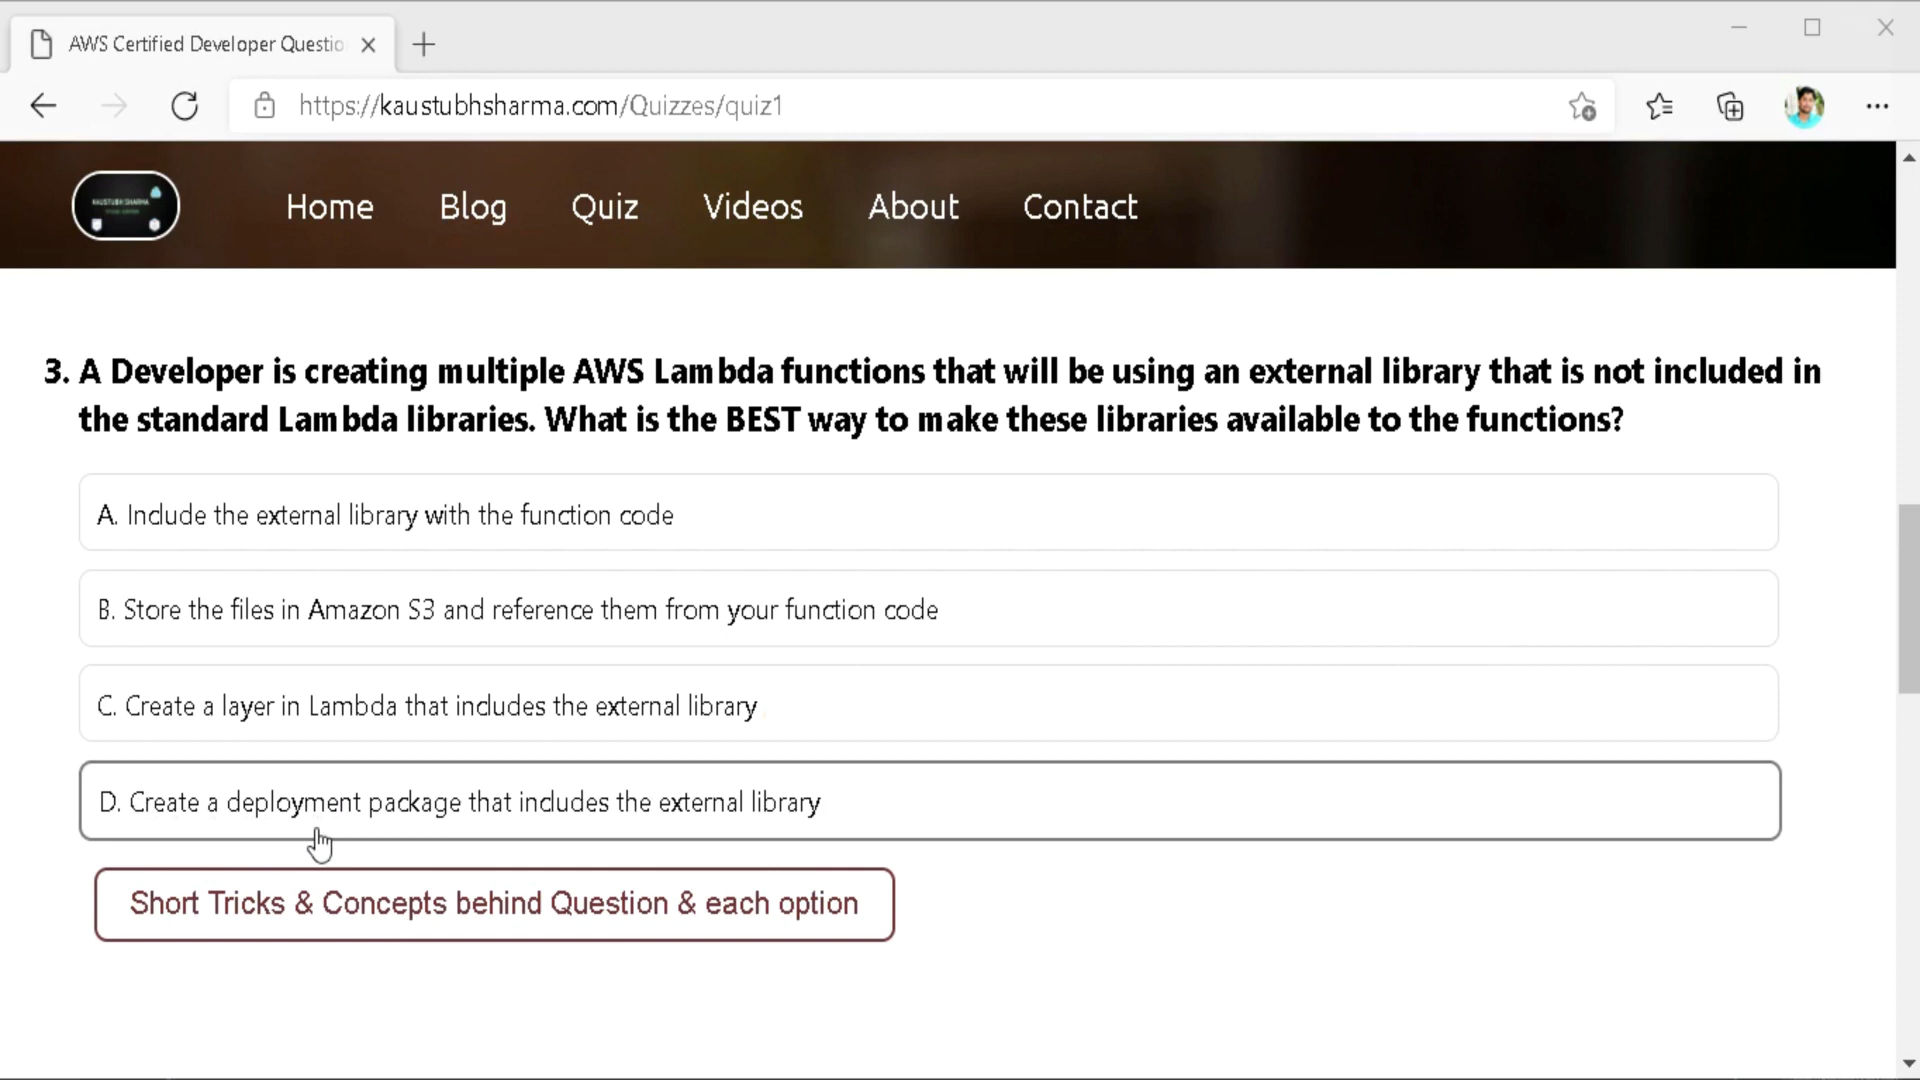 AWS Certified Developer Questio
https://kaustubhsharma.com/Quizzes/quiz1
KAUSTUBH SHARMA
Home Blog Quiz Videos About Contact
3. A Developer is creating multiple AWS Lambda functions that will be using an external library that is not included in
the standard Lambda libraries. What is the BEST way to make these libraries available to the functions?
A. Include the external library with the function code
B. Store the files in Amazon S3 and reference them from your function code
C. Create a layer in Lambda that includes the external library
D. Create a deployment package that includes the external library
Short Tricks & Concepts behind Question & each option